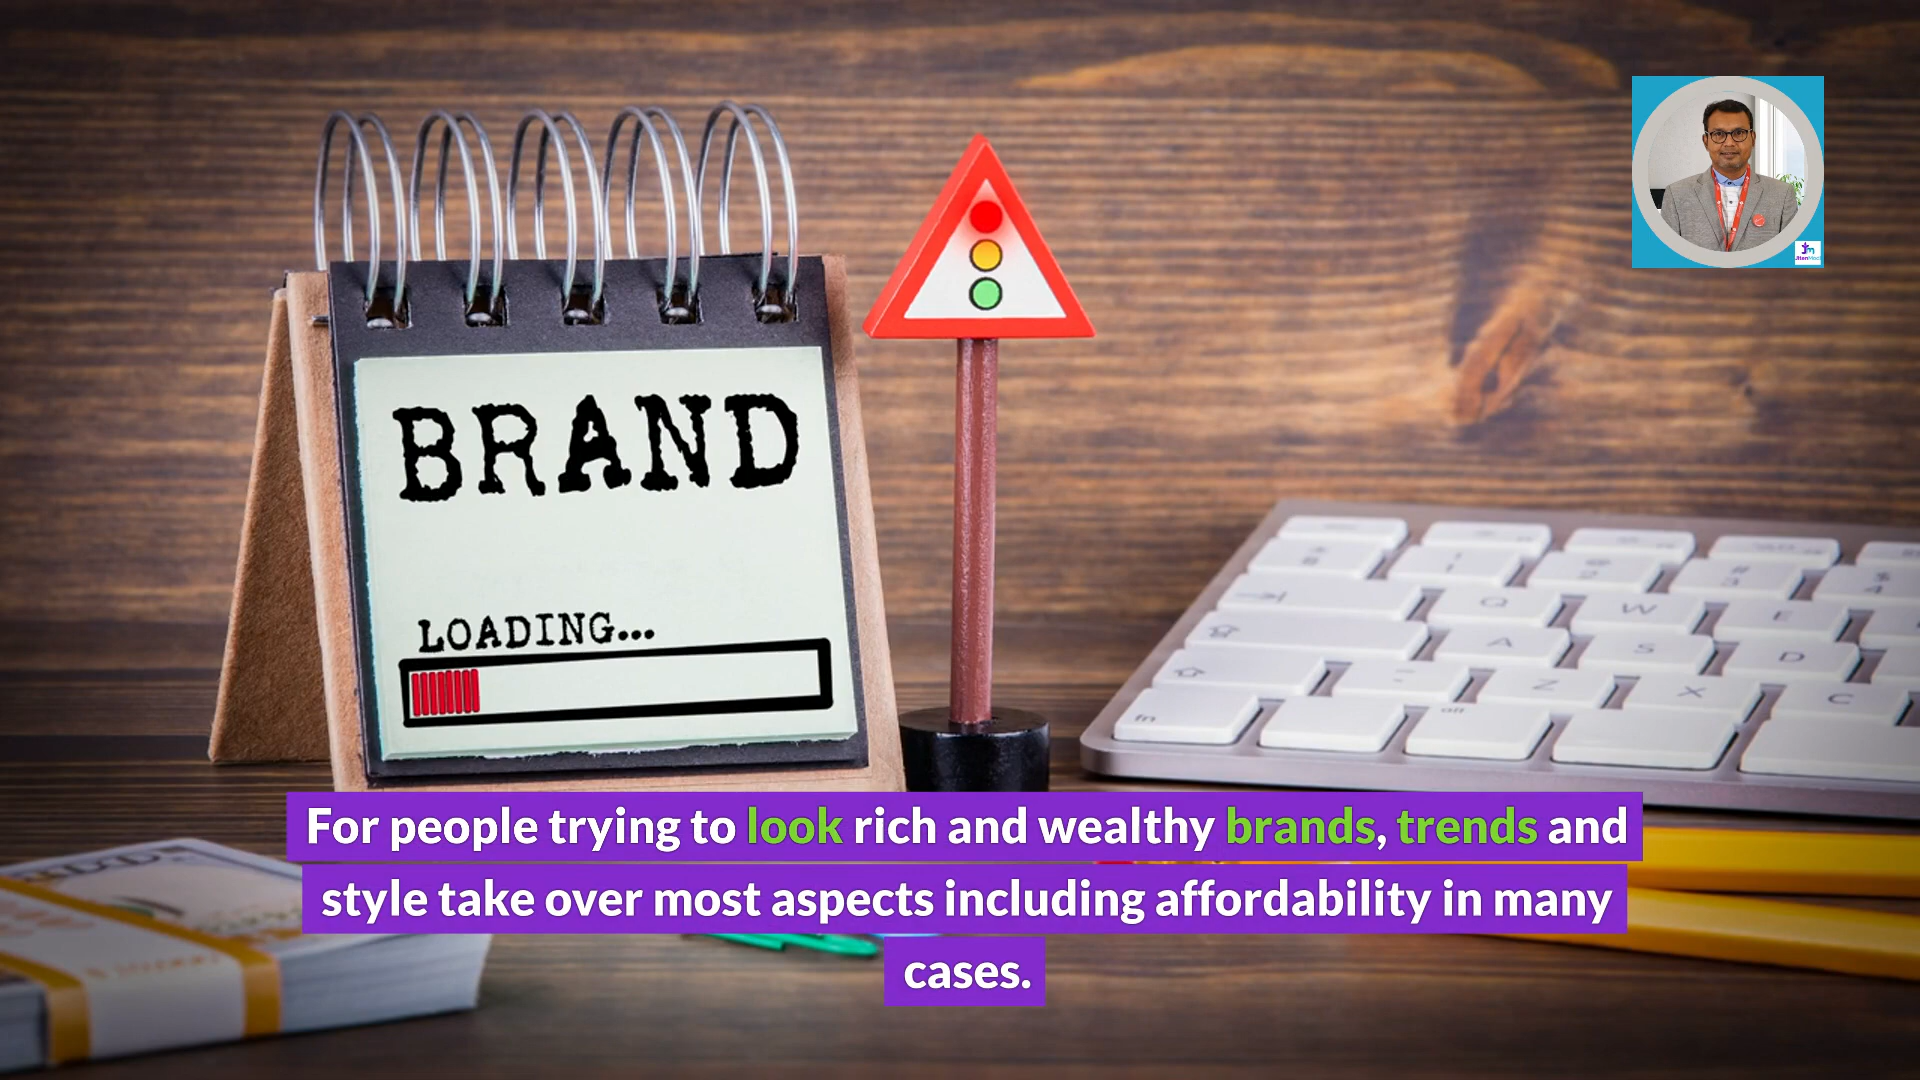 BRAND
LOADING...
For people trying to look rich and wealthy brands, trends and
style take over most aspects including affordability in many
cases.
Q W E
A S D
Z X C
fn